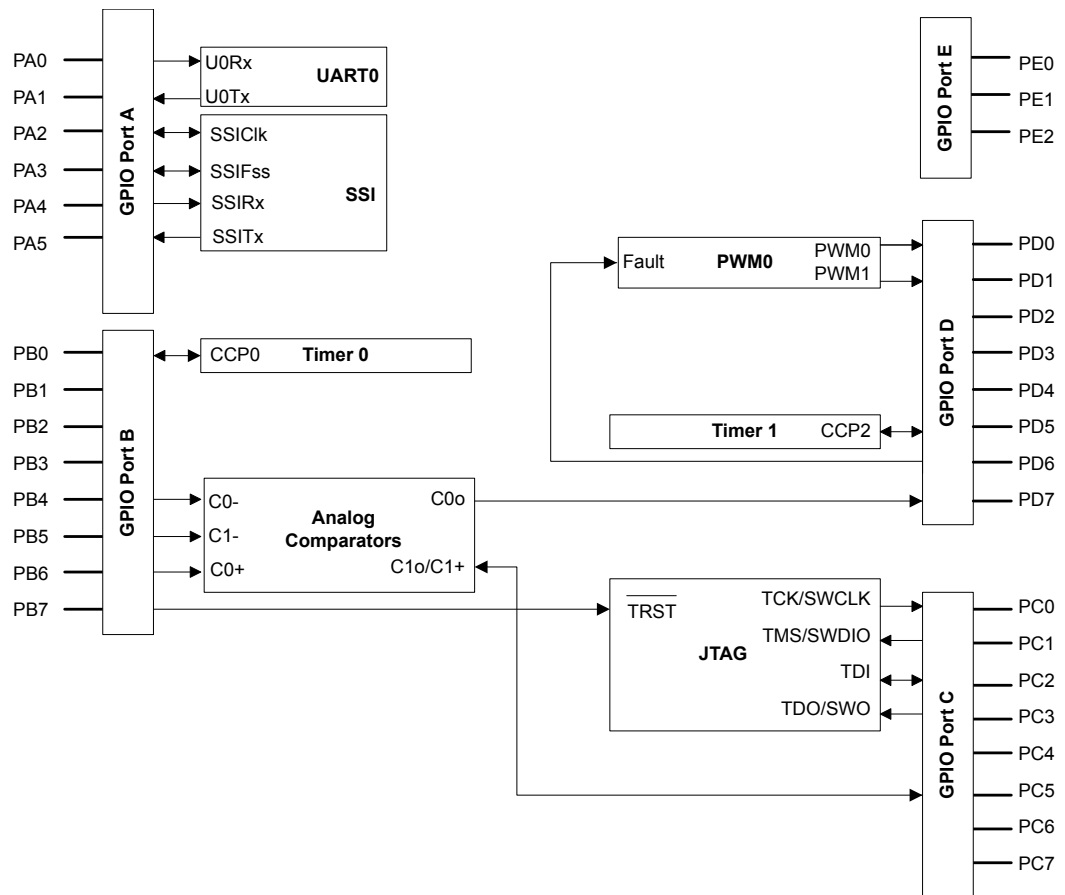 PA0
PA1
PA2
PA3
PA4
PA5
GPIO Port A
U0Rx
U0Tx
UART0
SSIClk
SSIFss
SSIRx
SSITx
SSI
GPIO Port E
PE0
PE1
PE2
Fault
PWM0
PWM0
PWM1
GPIO Port D
PD0
PD1
PD2
PD3
PD4
PD5
PD6
PD7
PB0
PB1
PB2
PB3
PB4
PB5
PB6
PB7
GPIO Port B
CCP0
Timer 0
Timer 1
CCP2
C0-
C1-
C0+
Analog
Comparators
C0o
C1o/C1+
TRST
JTAG
TCK/SWCLK
TMS/SWDIO
TDI
TDO/SWO
GPIO Port C
PC0
PC1
PC2
PC3
PC4
PC5
PC6
PC7